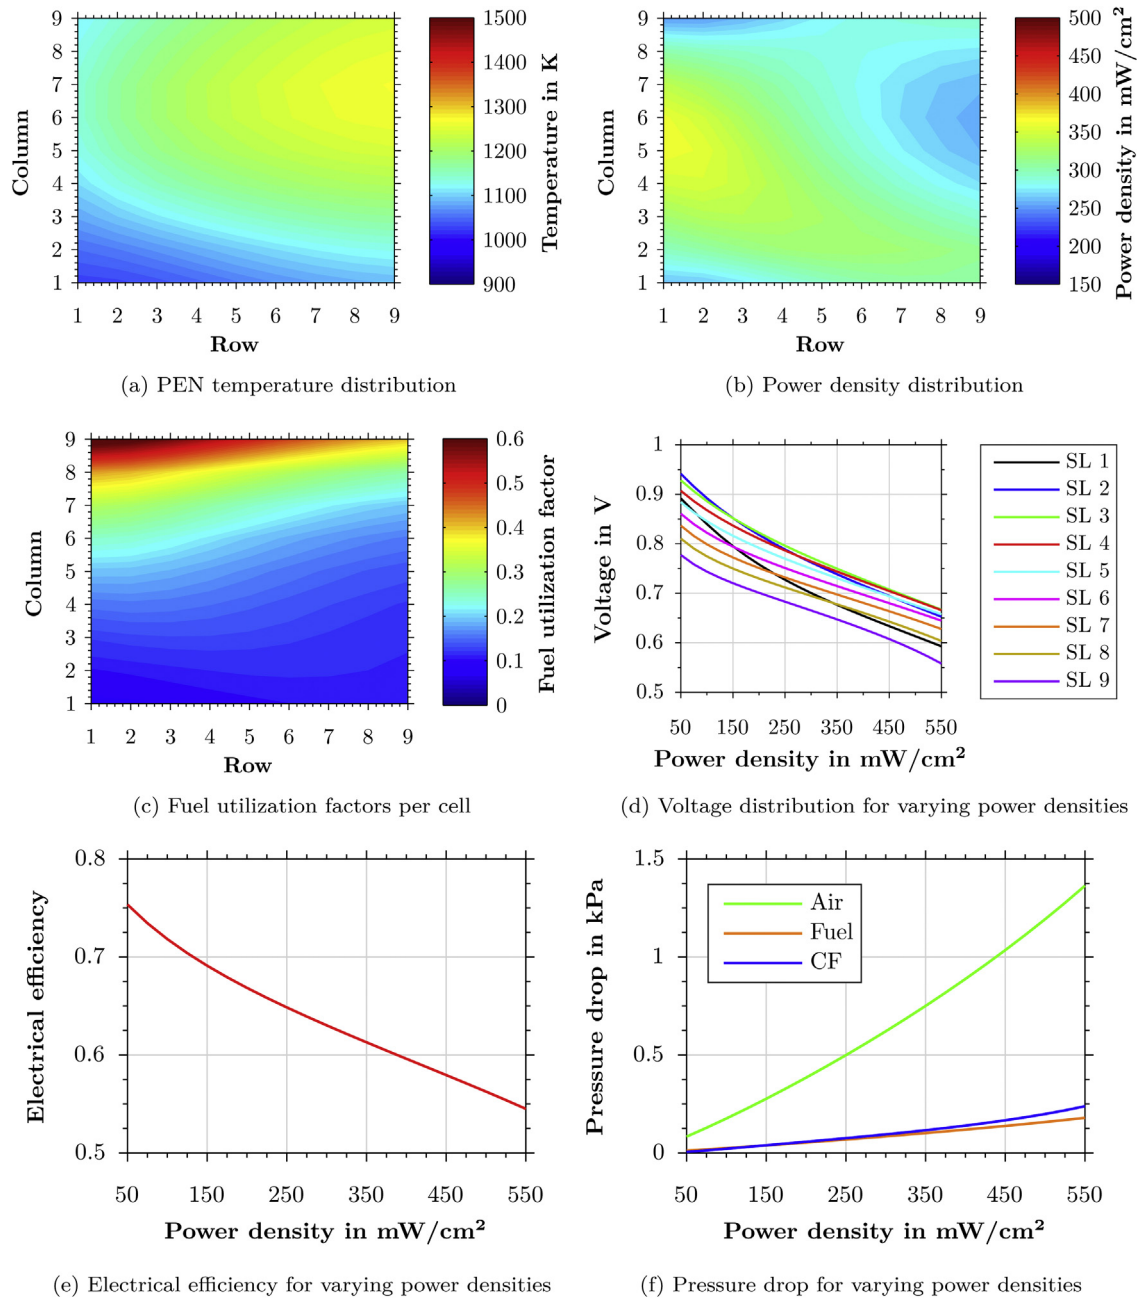 9
8
7
6
5
4
3
2
1
Column
1 2 3 4 5 6 7 8 9
Row
1500
1400
1300
1200
1100
1000
900
Temperature in K
(a) PEN temperature distribution
9
8
7
6
5
4
3
2
1
Column
1 2 3 4 5 6 7 8 9
Row
500
450
400
350
300
250
200
150
Power density in mW/cm²
(b) Power density distribution
9
8
7
6
5
4
3
2
1
Column
1 2 3 4 5 6 7 8 9
Row
0.6
0.5
0.4
0.3
0.2
0.1
0
Fuel utilization factor
(c) Fuel utilization factors per cell
1
0.9
0.8
0.7
0.6
0.5
Voltage in V
50 150 250 350 450 550
Power density in mW/cm²
SL 1
SL 2
SL 3
SL 4
SL 5
SL 6
SL 7
SL 8
SL 9
(d) Voltage distribution for varying power densities
0.8
0.7
0.6
0.5
Electrical efficiency
50 150 250 350 450 550
Power density in mW/cm²
(e) Electrical efficiency for varying power densities
1.5
1
0.5
0
Pressure drop in kPa
Air
Fuel
CF
50 150 250 350 450 550
Power density in mW/cm²
(f) Pressure drop for varying power densities